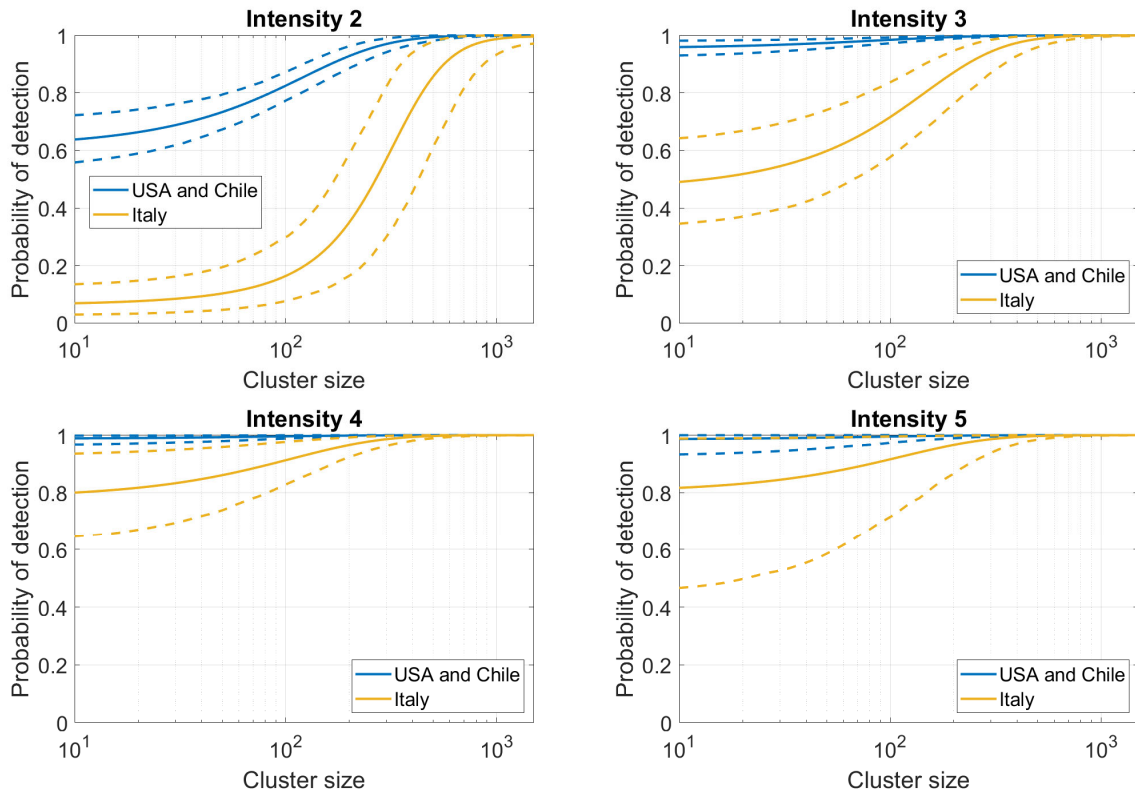 Intensity 2
Probability of detection
1
0.8
0.6
0.4
0.2
0
USA and Chile
Italy
10^1
10^2
10^3
Cluster size
Intensity 3
Probability of detection
1
0.8
0.6
0.4
0.2
0
USA and Chile
Italy
10^1
10^2
10^3
Cluster size
Intensity 4
Probability of detection
1
0.8
0.6
0.4
0.2
0
USA and Chile
Italy
10^1
10^2
10^3
Cluster size
Intensity 5
Probability of detection
1
0.8
0.6
0.4
0.2
0
USA and Chile
Italy
10^1
10^2
10^3
Cluster size